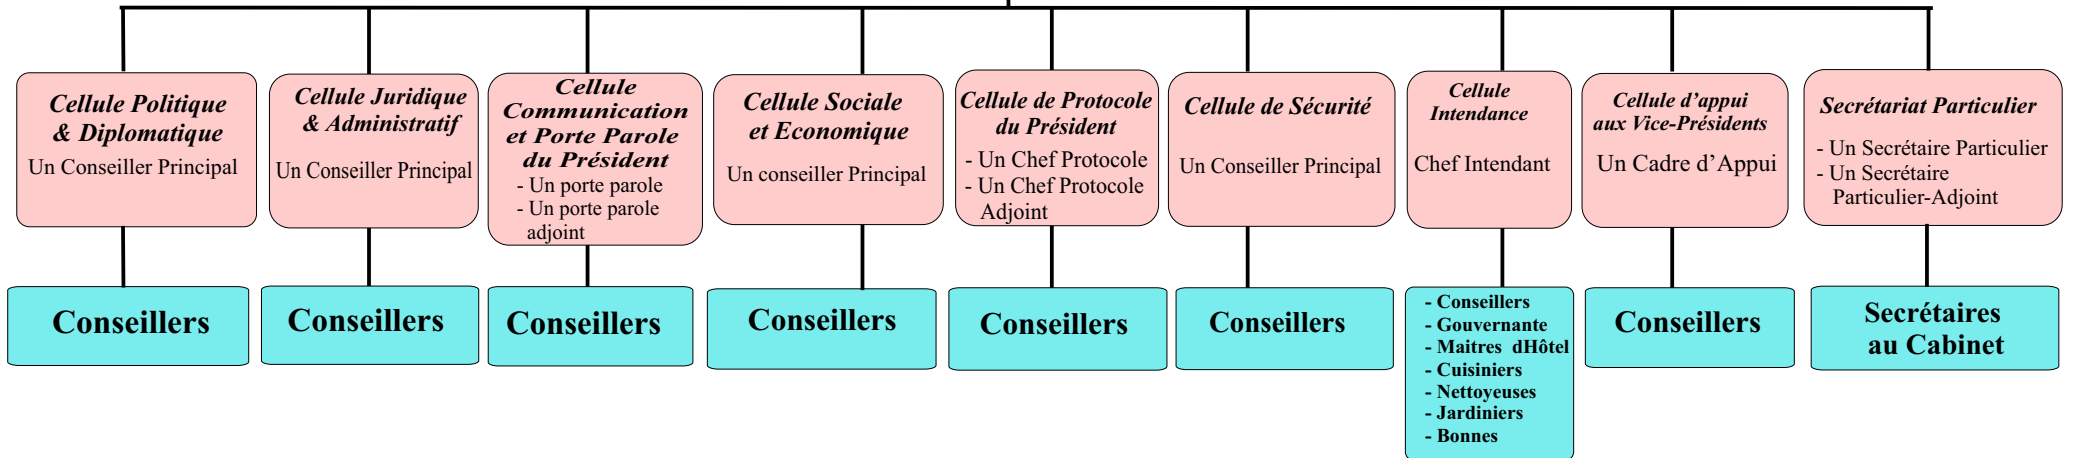 Cellule Politique
& Diplomatique
Un Conseiller Principal
Cellule Juridique
& Administratif
Un Conseiller Principal
Cellule
Communication
et Porte Parole
du Président
- Un porte parole
- Un porte parole
adjoint
Cellule Sociale
et Economique
Un conseiller Principal
Cellule de Protocole
du Président
- Un Chef Protocole
- Un Chef Protocole
Adjoint
Cellule de Sécurité
Un Conseiller Principal
Cellule
Intendance
Chef Intendant
Cellule d'appui
aux Vice-Présidents
Un Cadre d'Appui
Secrétariat Particulier
- Un Secrétaire Particulier
- Un Secrétaire
Particulier-Adjoint
Conseillers
Conseillers
Conseillers
Conseillers
Conseillers
Conseillers
- Conseillers
- Gouvernante
- Maitres dHôtel
- Cuisiniers
- Nettoyeuses
- Jardiniers
- Bonnes
Conseillers
Secrétaires
au Cabinet